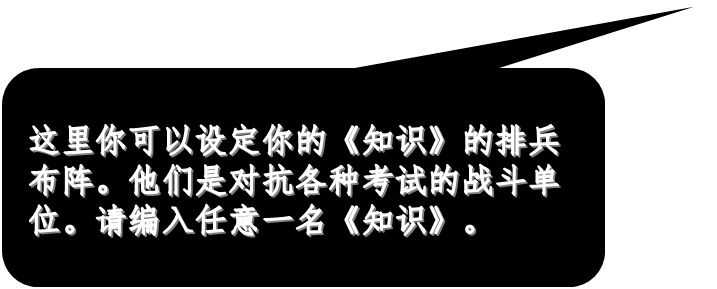 这里你可以设定你的《知识》的排兵
布阵。他们是对抗各种考试的战斗单
位。请编入任意一名《知识》。